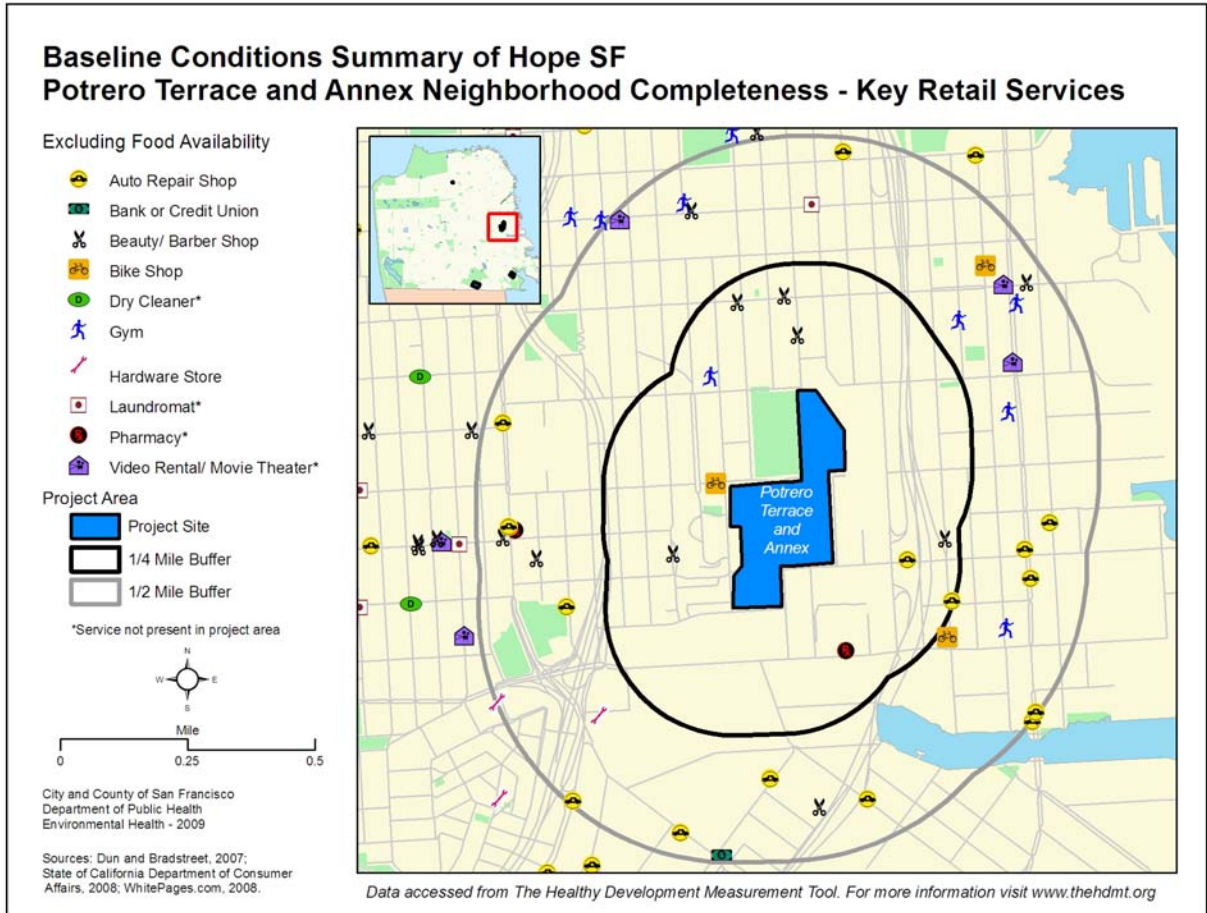 Baseline Conditions Summary of Hope SF
Potrero Terrace and Annex Neighborhood Completeness - Key Retail Services
Excluding Food Availability
Auto Repair Shop
Bank or Credit Union
Beauty/ Barber Shop
Bike Shop
D
Dry Cleaner*
Gym
Hardware Store
Laundromat*
Pharmacy*
Video Rental/ Movie Theater*
Project Area
Project Site
1/4 Mile Buffer
1/2 Mile Buffer
*Service not present in project area
N
W
E
S
Mile
0
0.25
0.5
City and County of San Francisco
Department of Public Health
Environmental Health - 2009
Sources: Dun and Bradstreet, 2007;
State of California Department of Consumer
Affairs, 2008; WhitePages.com, 2008.
D
D
Potrero
Terrace
and
Annex
Data accessed from The Healthy Development Measurement Tool. For more information visit www.thehdmt.org